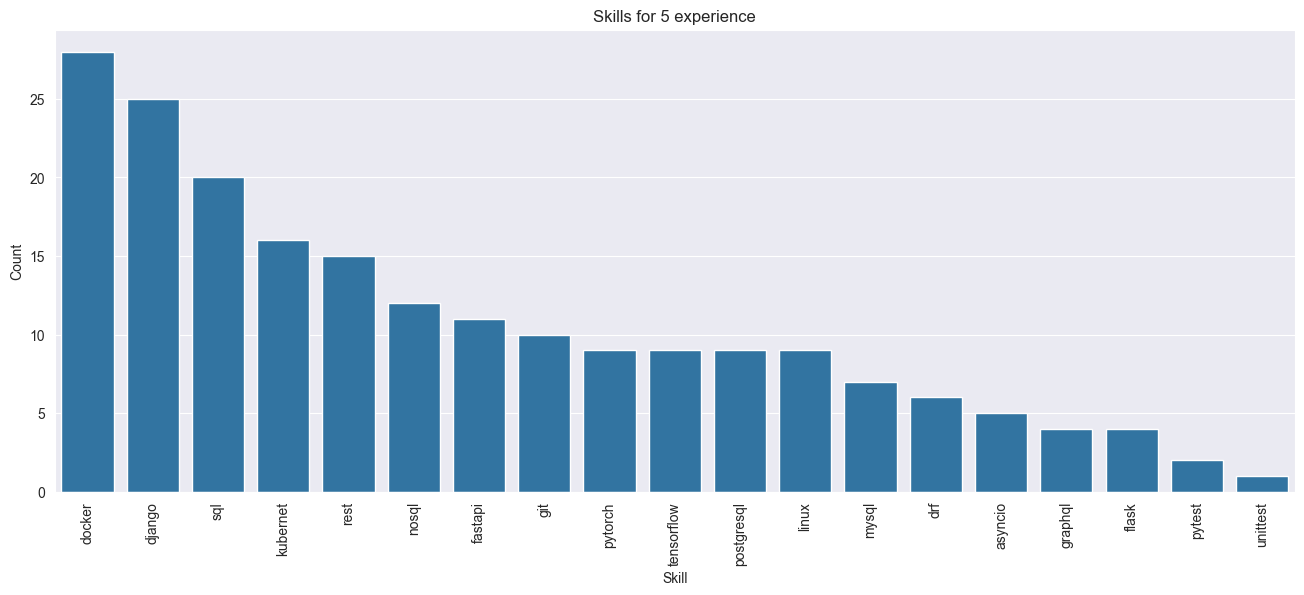 Skills for 5 experience
Count
25
20
15
10
5
0
docker
django
sql
kubernet
rest
nosql
fastapi
git
pytorch
tensorflow
postgresql
linux
mysql
drf
asyncio
graphql
flask
pytest
unittest
Skill